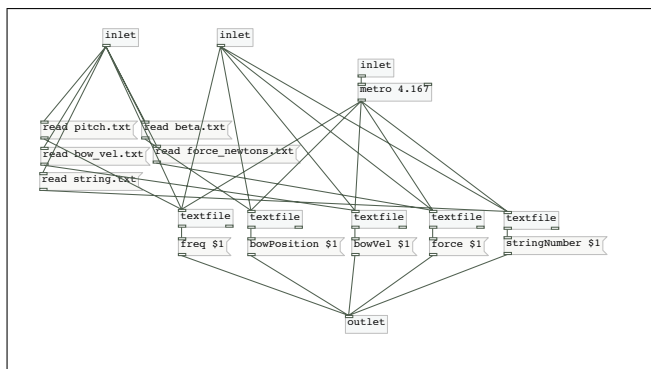 inlet
inlet
inlet
metro 4.167
read pitch.txt
read beta.txt
read bow_vel.txt
read force_newtons.txt
read string.txt
textfile
textfile
textfile
textfile
textfile
freq $1
bowPosition $1
bowVel $1
force $1
stringNumber $1
outlet